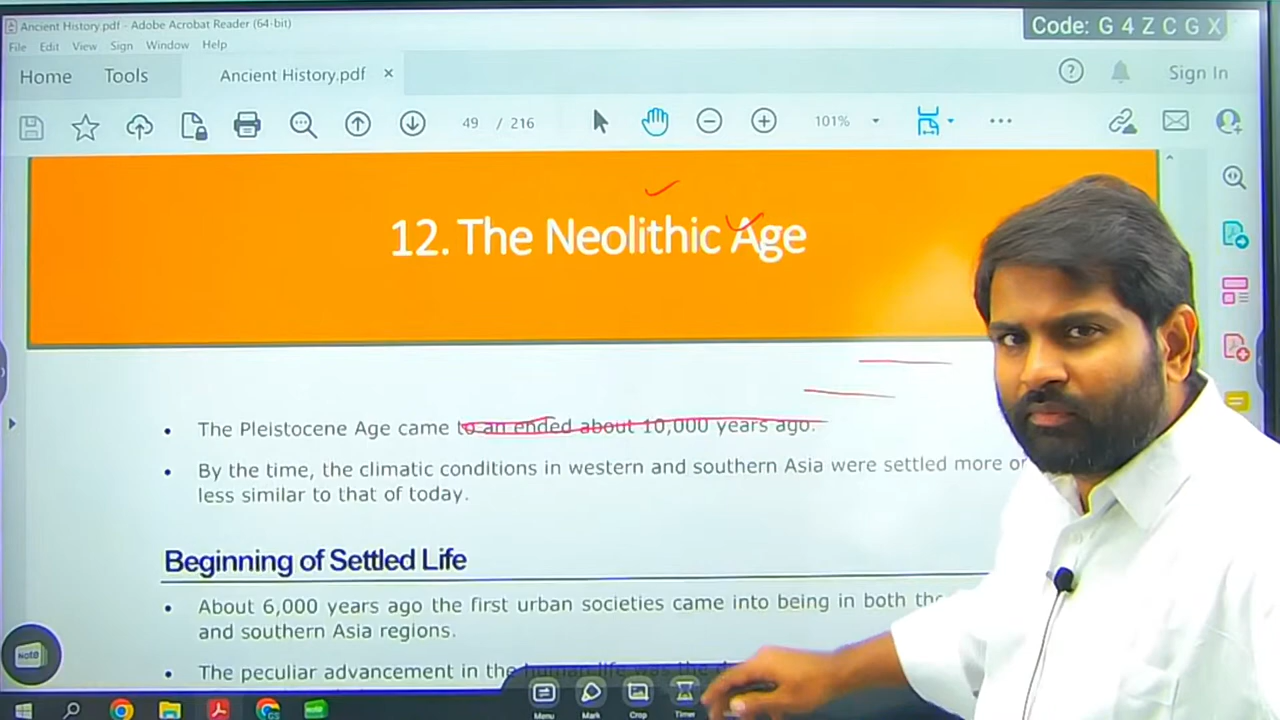 Ancient History.pdf - Adobe Acrobat Reader (64-bit)
Code: G 4 Z C G X
File Edit View Sign Window Help
Home Tools Ancient History.pdf × Sign In
49 / 216 101%
12. The Neolithic Age
• The Pleistocene Age came to an ended about 10,000 years ago.
• By the time, the climatic conditions in western and southern Asia were settled more or
less similar to that of today.
Beginning of Settled Life
• About 6,000 years ago the first urban societies came into being in both the
and southern Asia regions.
• The peculiar advancement in the human life was the
Note
Menu Mark Crop Timer